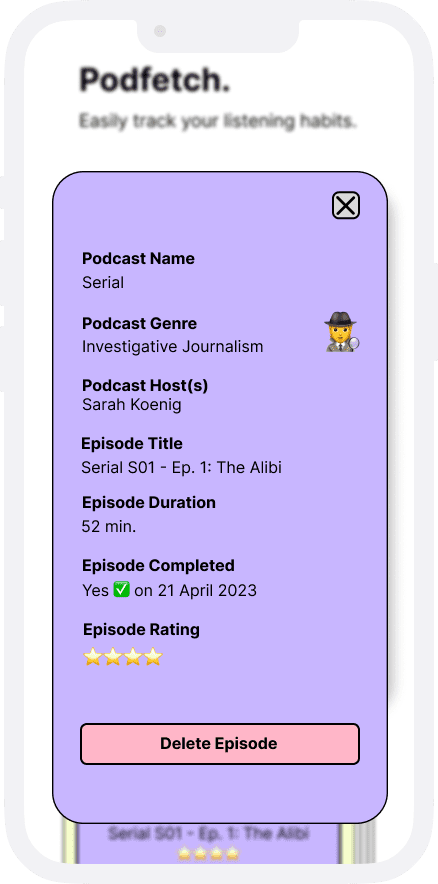 Podfetch.
Easily track your listening habits.
Podcast Name
Serial
Podcast Genre
Investigative Journalism
Podcast Host(s)
Sarah Koenig
Episode Title
Serial S01 - Ep. 1: The Alibi
Episode Duration
52 min.
Episode Completed
Yes ✅ on 21 April 2023
Episode Rating
⭐⭐⭐⭐
Delete Episode
Serial S01 - Ep. 1: The Alibi
⭐⭐⭐⭐